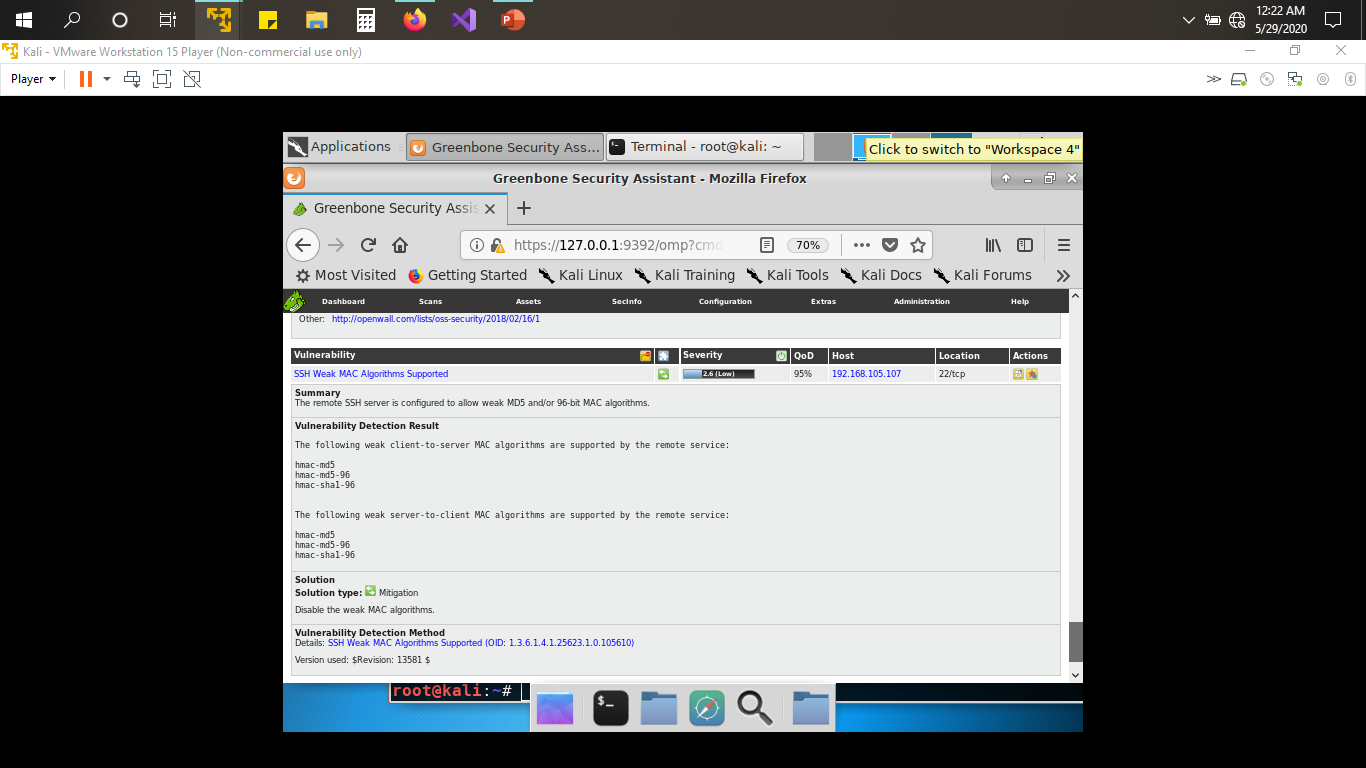 12:22 AM
5/29/2020
Kali - VMware Workstation 15 Player (Non-commercial use only)
Player
Applications
Greenbone Security Ass...
Terminal - root@kali: ~
Click to switch to "Workspace 4"
Greenbone Security Assistant - Mozilla Firefox
Greenbone Security Assis
https://127.0.0.1:9392/omp?cmd
70%
Most Visited
Getting Started
Kali Linux
Kali Training
Kali Tools
Kali Docs
Kali Forums
Dashboard
Scans
Assets
SecInfo
Configuration
Extras
Administration
Help
Other: http://openwall.com/lists/oss-security/2018/02/16/1
Vulnerability Severity QoD Host Location Actions
SSH Weak MAC Algorithms Supported 2.6 (Low) 95% 192.168.105.107 22/tcp
Summary
The remote SSH server is configured to allow weak MD5 and/or 96-bit MAC algorithms.
Vulnerability Detection Result
The following weak client-to-server MAC algorithms are supported by the remote service:
hmac-md5
hmac-md5-96
hmac-sha1-96
The following weak server-to-client MAC algorithms are supported by the remote service:
hmac-md5
hmac-md5-96
hmac-sha1-96
Solution
Solution type: Mitigation
Disable the weak MAC algorithms.
Vulnerability Detection Method
Details: SSH Weak MAC Algorithms Supported (OID: 1.3.6.1.4.1.25623.1.0.105610)
Version used: $Revision: 13581 $
root@kali:~#